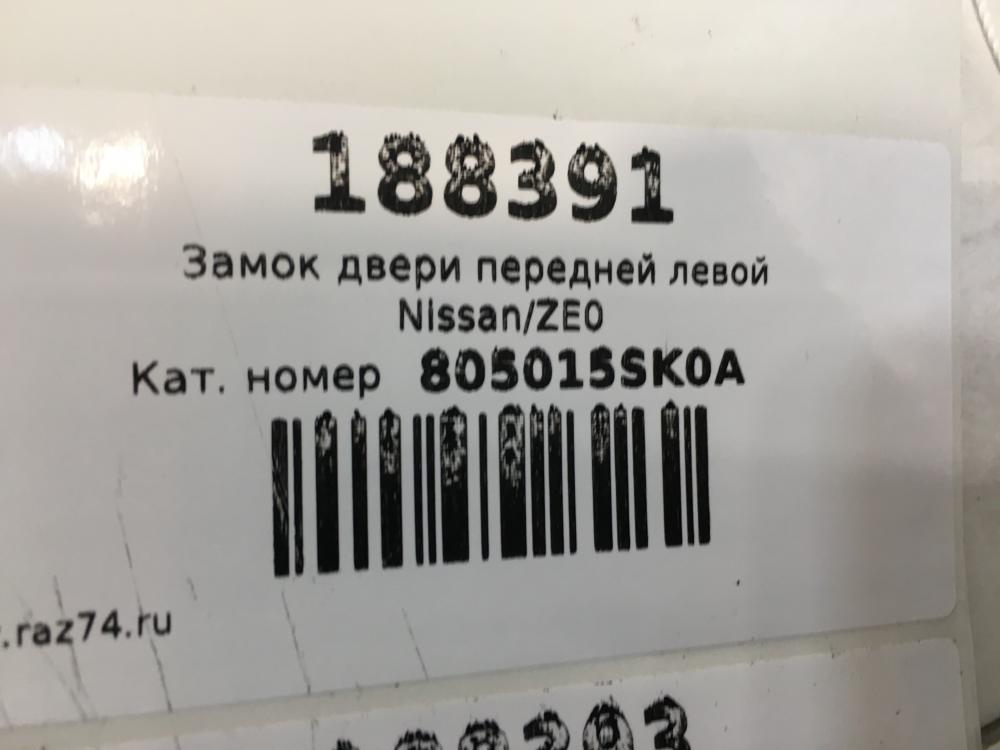 188391
Замок двери передней левой
Nissan/ZE0
Кат. номер 805015SK0A
.raz74.ru